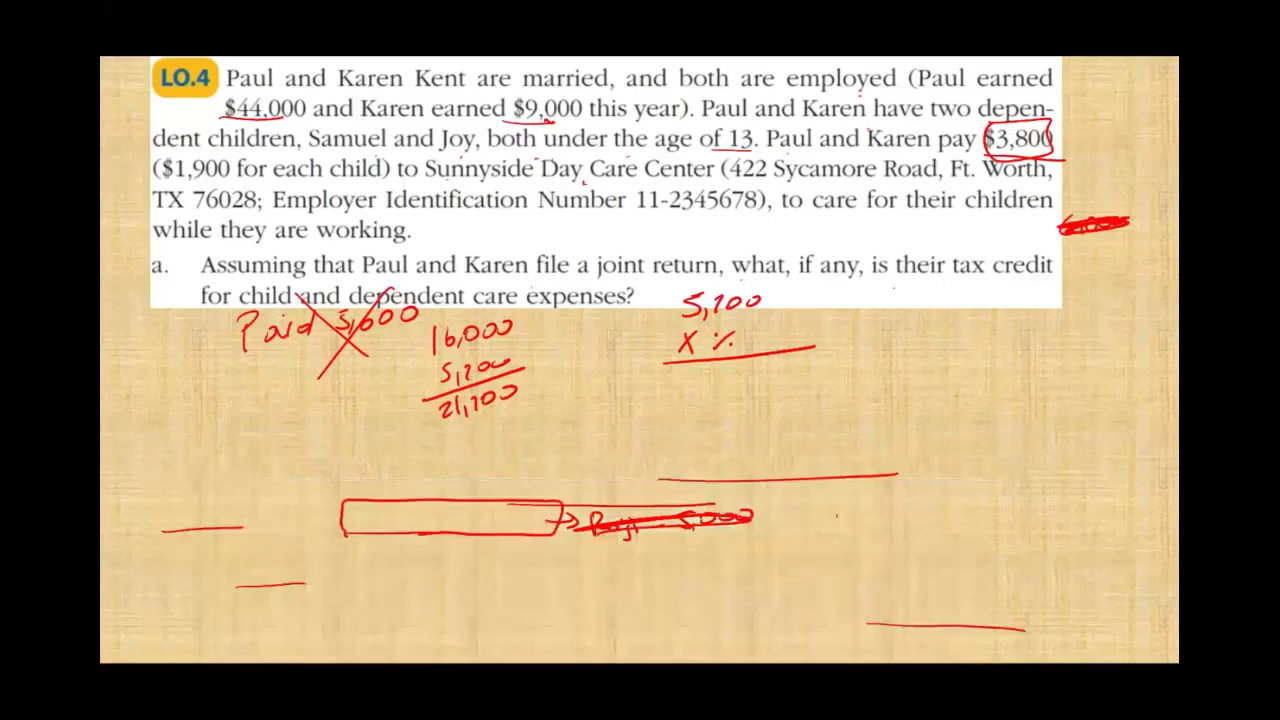 LO.4 Paul and Karen Kent are married, and both are employed (Paul earned
$44,000 and Karen earned $9,000 this year). Paul and Karen have two depen-
dent children, Samuel and Joy, both under the age of 13. Paul and Karen pay $3,800
($1,900 for each child) to Sunnyside Day Care Center (422 Sycamore Road, Ft. Worth,
TX 76028; Employer Identification Number 11-2345678), to care for their children
while they are working.
a. Assuming that Paul and Karen file a joint return, what, if any, is their tax credit
for child and dependent care expenses?
Paid
16,000
5,200
21,200
5,200
X %
5,000